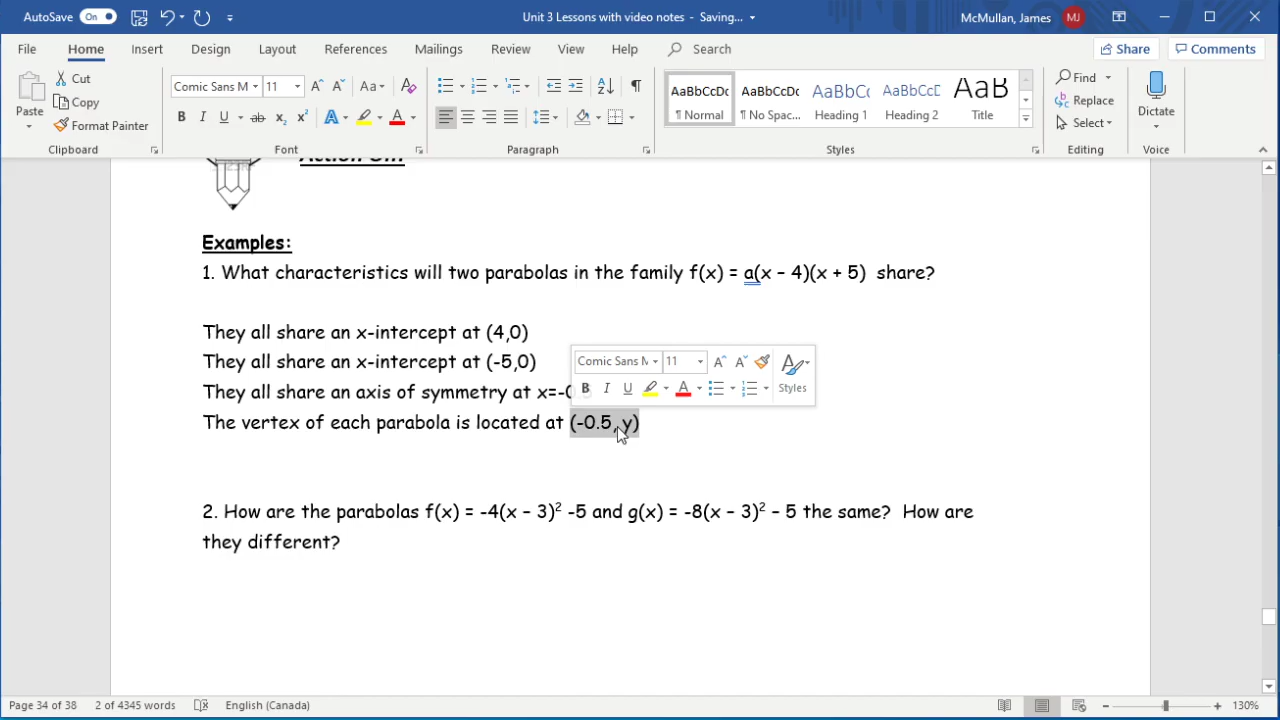 AutoSave On Unit 3 Lessons with video notes - Saving... McMullan, James MJ
File Home Insert Design Layout References Mailings Review View Help Search Share Comments
Paste Cut Copy Format Painter
Comic Sans M 11 Aa
B I U ab x₂ x² A A
AaBbCcDc AaBbCcDc AaBbCc AaBbCcD AaB
¶ Normal ¶ No Spac... Heading 1 Heading 2 Title
Find Replace Select
Dictate
Clipboard Font Paragraph Styles Editing Voice
Examples:
1. What characteristics will two parabolas in the family f(x) = a(x – 4)(x + 5) share?
They all share an x-intercept at (4,0)
They all share an x-intercept at (-5,0)
Comic Sans M 11
B I U A Styles
They all share an axis of symmetry at x=-0
The vertex of each parabola is located at (-0.5, y)
2. How are the parabolas f(x) = -4(x – 3)² -5 and g(x) = -8(x – 3)² – 5 the same? How are
they different?
Page 34 of 38 2 of 4345 words English (Canada) 130%